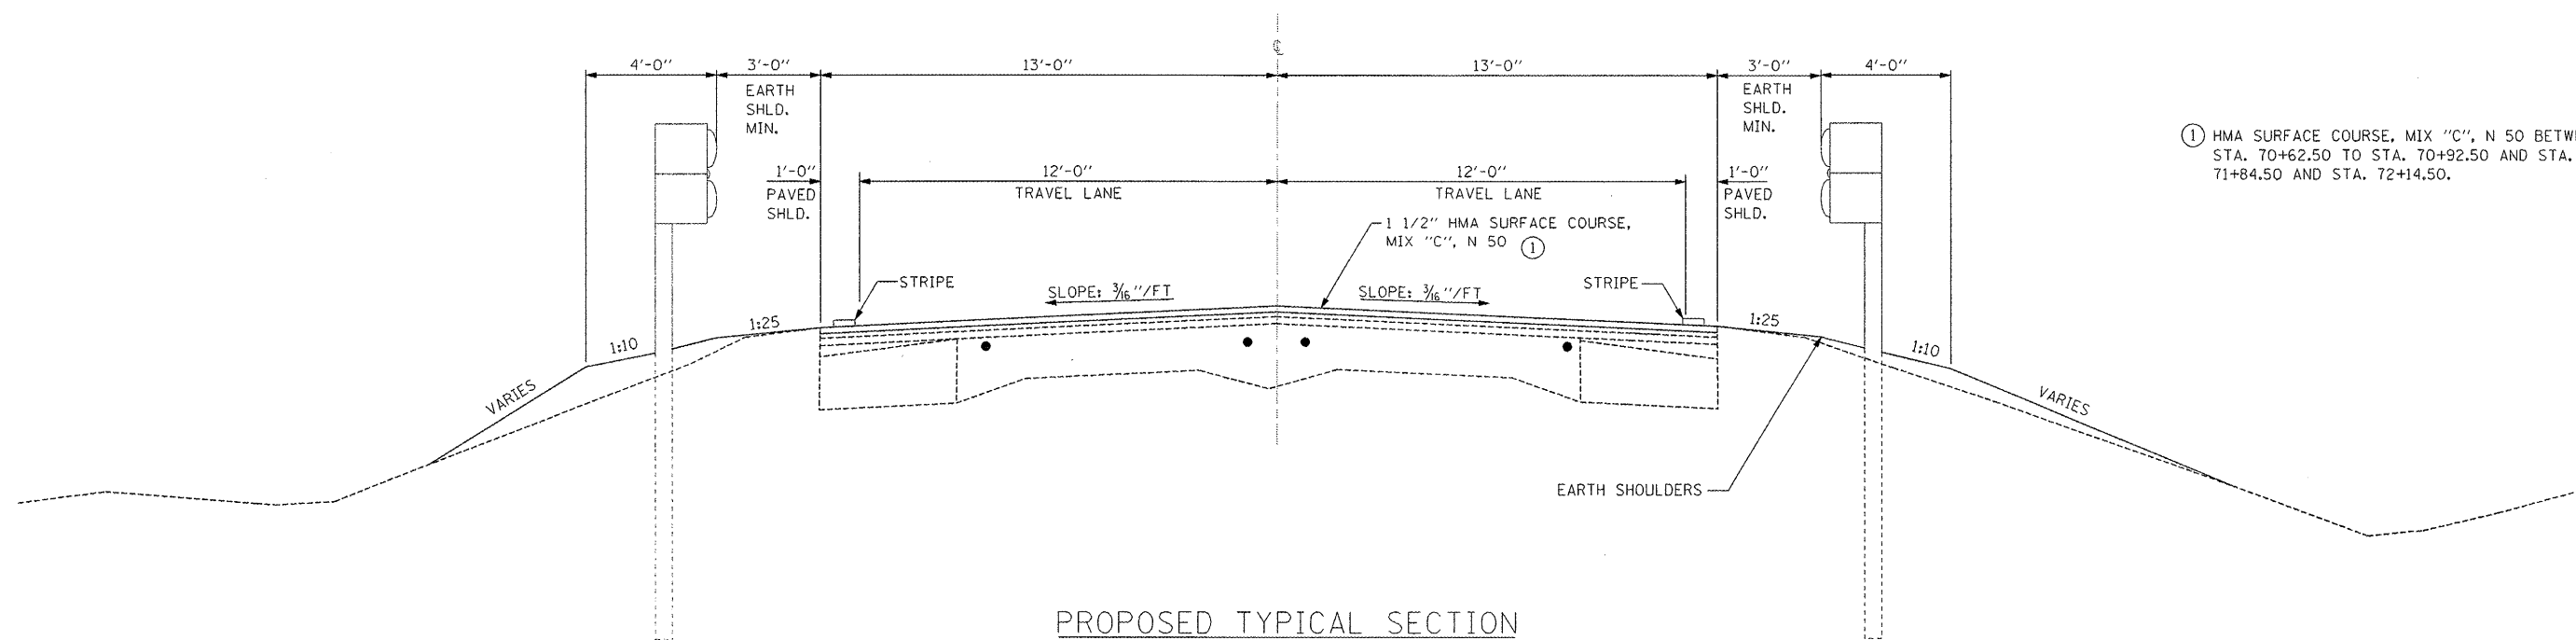 ℄
4'-0"
3'-0"
13'-0"
13'-0"
3'-0"
4'-0"
EARTH
SHLD.
MIN.
EARTH
SHLD.
MIN.
1 HMA SURFACE COURSE, MIX "C", N 50
STA. 70+62.50 TO STA. 70+92.50 AND STA.
71+84.50 AND STA. 72+14.50.
1'-0"
PAVED
SHLD.
12'-0"
TRAVEL LANE
12'-0"
TRAVEL LANE
1'-0"
PAVED
SHLD.
1 1/2" HMA SURFACE COURSE,
MIX "C", N 50 1
STRIPE
SLOPE: 3/16"/FT
SLOPE: 3/16"/FT
STRIPE
1:10
1:25
1:25
1:10
VARIES
VARIES
EARTH SHOULDERS
PROPOSED TYPICAL SECTION